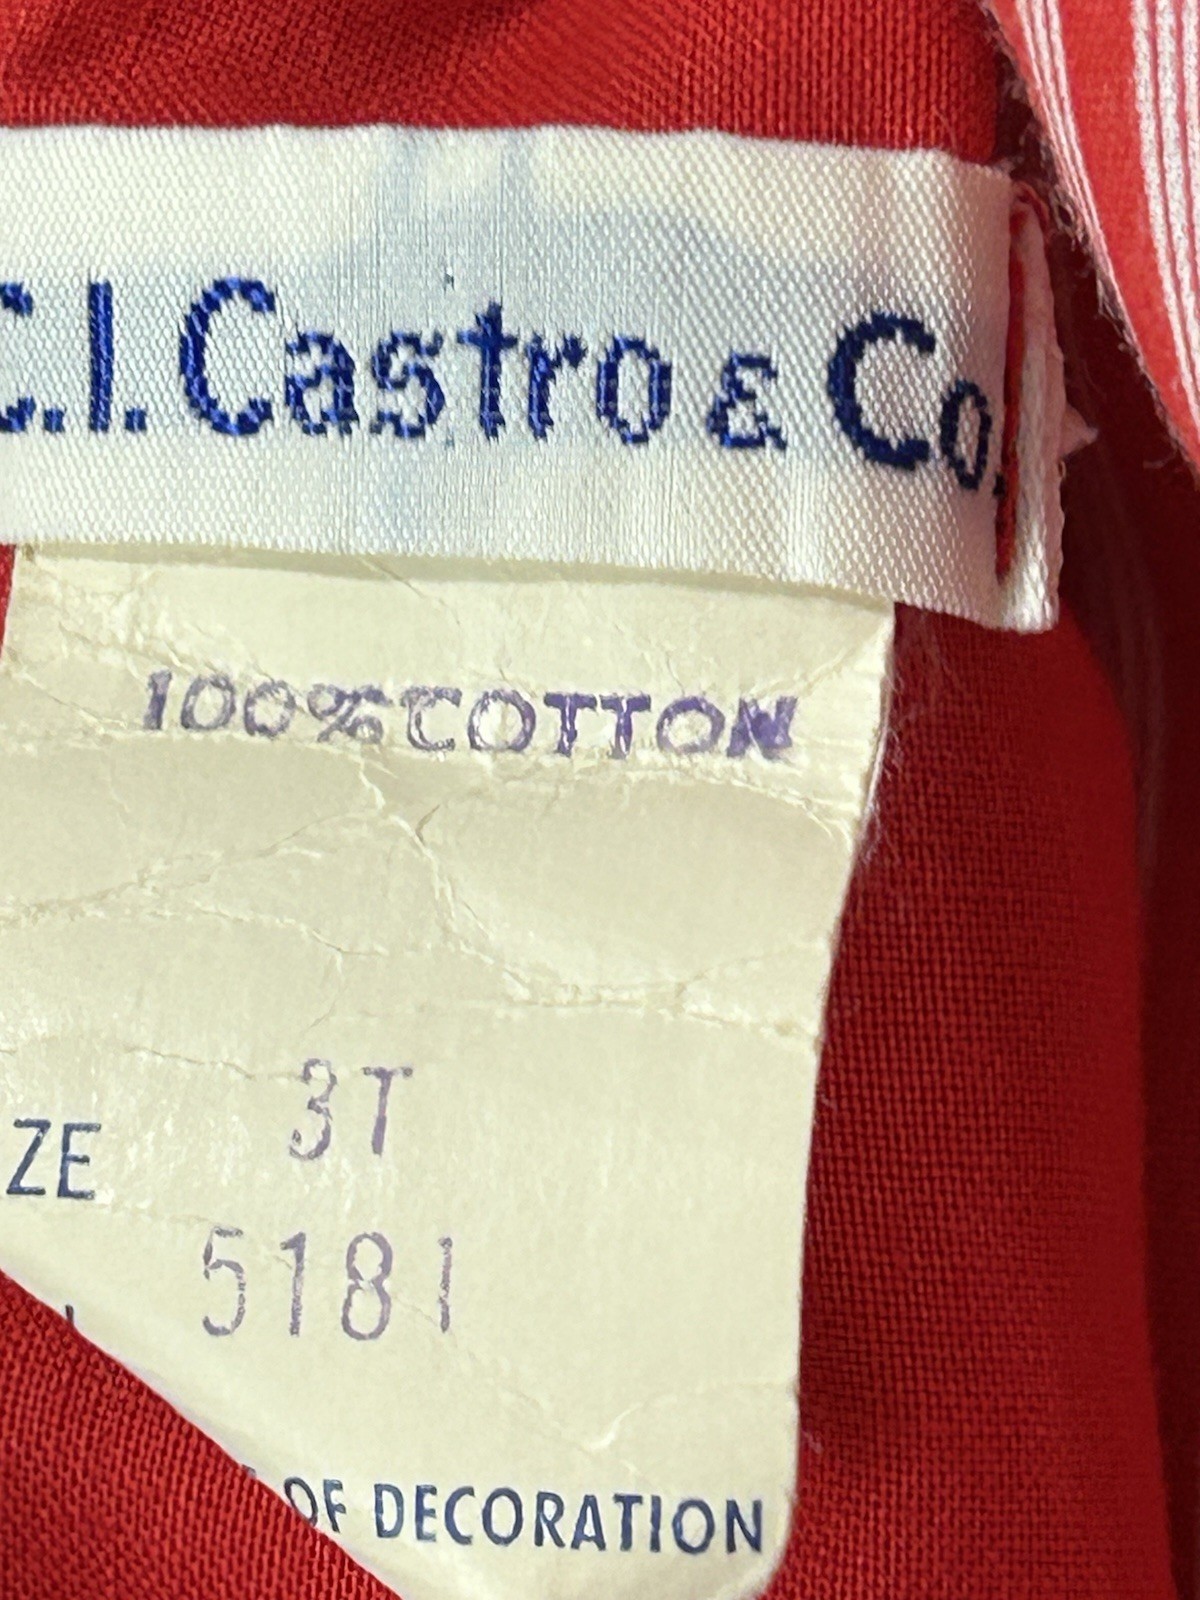 C.I. Castro & Co.
100% COTTON
3T
ZE
5181
OF DECORATION